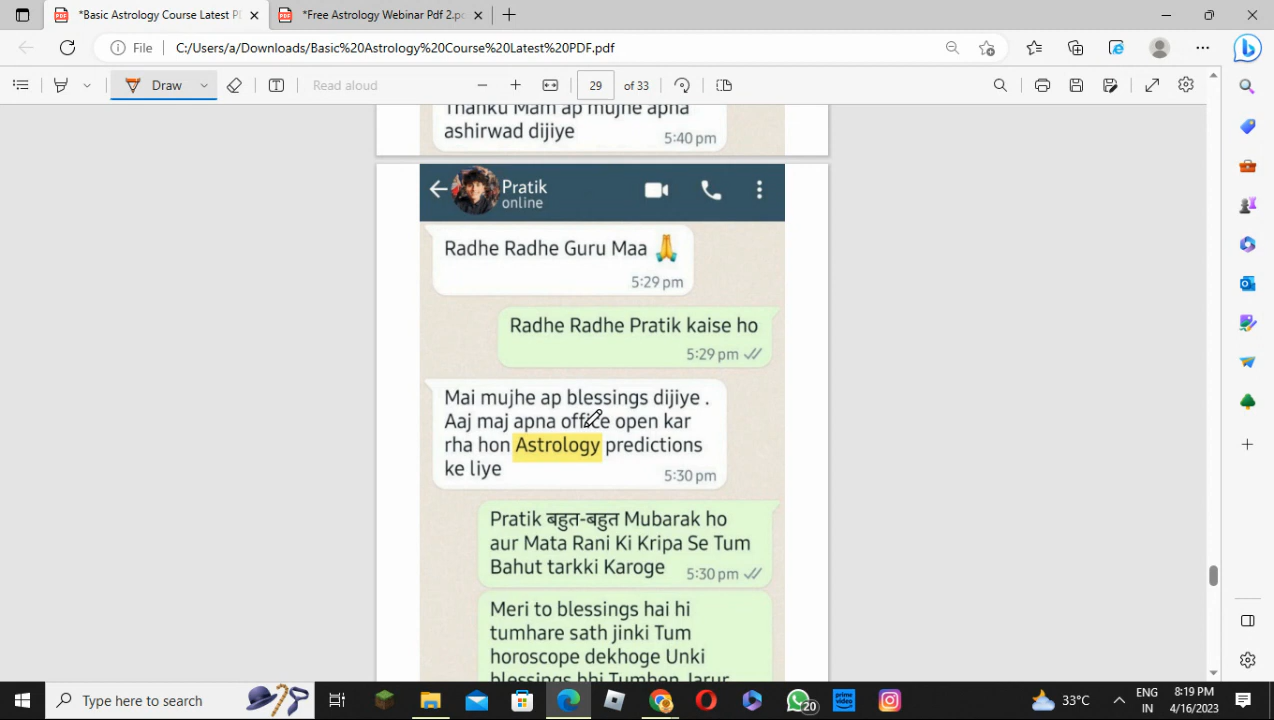 *Basic Astrology Course Latest P
*Free Astrology Webinar Pdf 2.p
File
C:/Users/a/Downloads/Basic%20Astrology%20Course%20Latest%20PDF.pdf
Draw
Read aloud
29
of 33
Thanku Mam ap mujhe apna
ashirwad dijiye
5:40 pm
Pratik
online
Radhe Radhe Guru Maa
5:29 pm
Radhe Radhe Pratik kaise ho
5:29 pm
Mai mujhe ap blessings dijiye .
Aaj maj apna office open kar
rha hon Astrology predictions
ke liye
5:30 pm
Pratik बहुत-बहुत Mubarak ho
aur Mata Rani Ki Kripa Se Tum
Bahut tarkki Karoge
5:30 pm
Meri to blessings hai hi
tumhare sath jinki Tum
horoscope dekhoge Unki
blessings bhi Tumhen Jarur
Type here to search
20
prime
video
33°C
ENG
IN
8:19 PM
4/16/2023